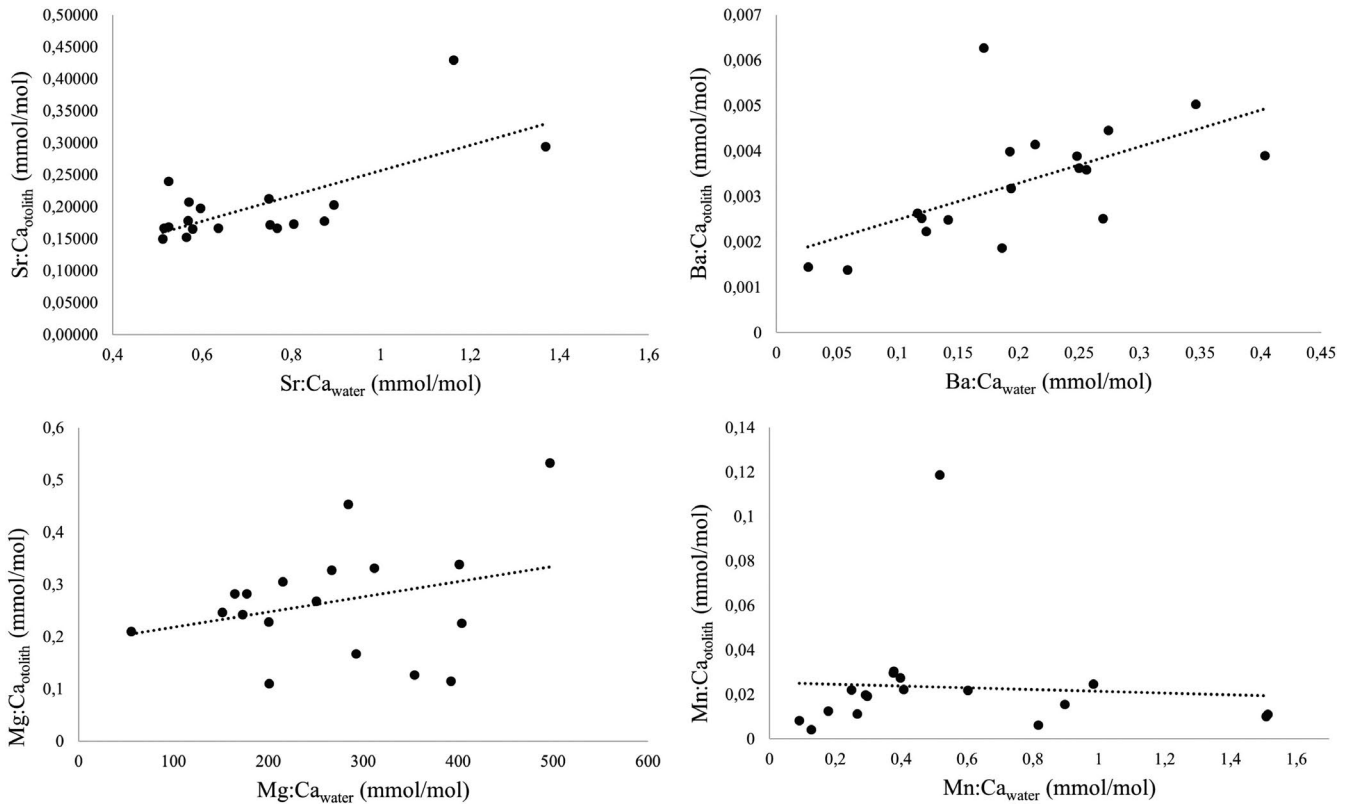 Sr:Ca_otolith (mmol/mol)
0,50000
0,45000
0,40000
0,35000
0,30000
0,25000
0,20000
0,15000
0,10000
0,05000
0,00000
0,4 0,6 0,8 1 1,2 1,4 1,6
Sr:Ca_water (mmol/mol)
Ba:Ca_otolith (mmol/mol)
0,007
0,006
0,005
0,004
0,003
0,002
0,001
0
0 0,05 0,1 0,15 0,2 0,25 0,3 0,35 0,4 0,45
Ba:Ca_water (mmol/mol)
Mg:Ca_otolith (mmol/mol)
0,6
0,5
0,4
0,3
0,2
0,1
0
0 100 200 300 400 500 600
Mg:Ca_water (mmol/mol)
Mn:Ca_otolith (mmol/mol)
0,14
0,12
0,1
0,08
0,06
0,04
0,02
0
0 0,2 0,4 0,6 0,8 1 1,2 1,4 1,6
Mn:Ca_water (mmol/mol)